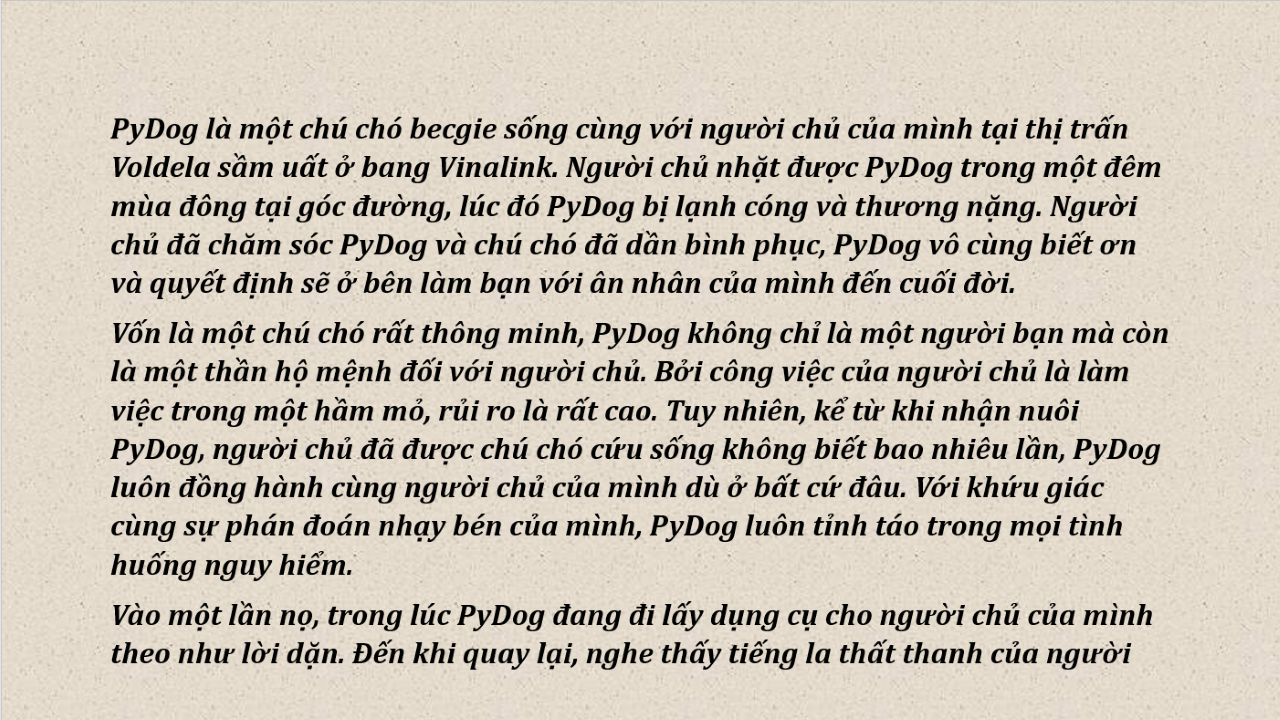 PyDog là một chú chó becgie sống cùng với người chủ của mình tại thị trấn
Voldela sầm uất ở bang Vinalink. Người chủ nhặt được PyDog trong một đêm
mùa đông tại góc đường, lúc đó PyDog bị lạnh cóng và thương nặng. Người
chủ đã chăm sóc PyDog và chú chó đã dần bình phục, PyDog vô cùng biết ơn
và quyết định sẽ ở bên làm bạn với ân nhân của mình đến cuối đời.
Vốn là một chú chó rất thông minh, PyDog không chỉ là một người bạn mà còn
là một thần hộ mệnh đối với người chủ. Bởi công việc của người chủ là làm
việc trong một hầm mỏ, rủi ro là rất cao. Tuy nhiên, kể từ khi nhận nuôi
PyDog, người chủ đã được chú chó cứu sống không biết bao nhiêu lần, PyDog
luôn đồng hành cùng người chủ của mình dù ở bất cứ đâu. Với khứu giác
cùng sự phán đoán nhạy bén của mình, PyDog luôn tỉnh táo trong mọi tình
huống nguy hiểm.
Vào một lần nọ, trong lúc PyDog đang đi lấy dụng cụ cho người chủ của mình
theo như lời dặn. Đến khi quay lại, nghe thấy tiếng la thất thanh của người